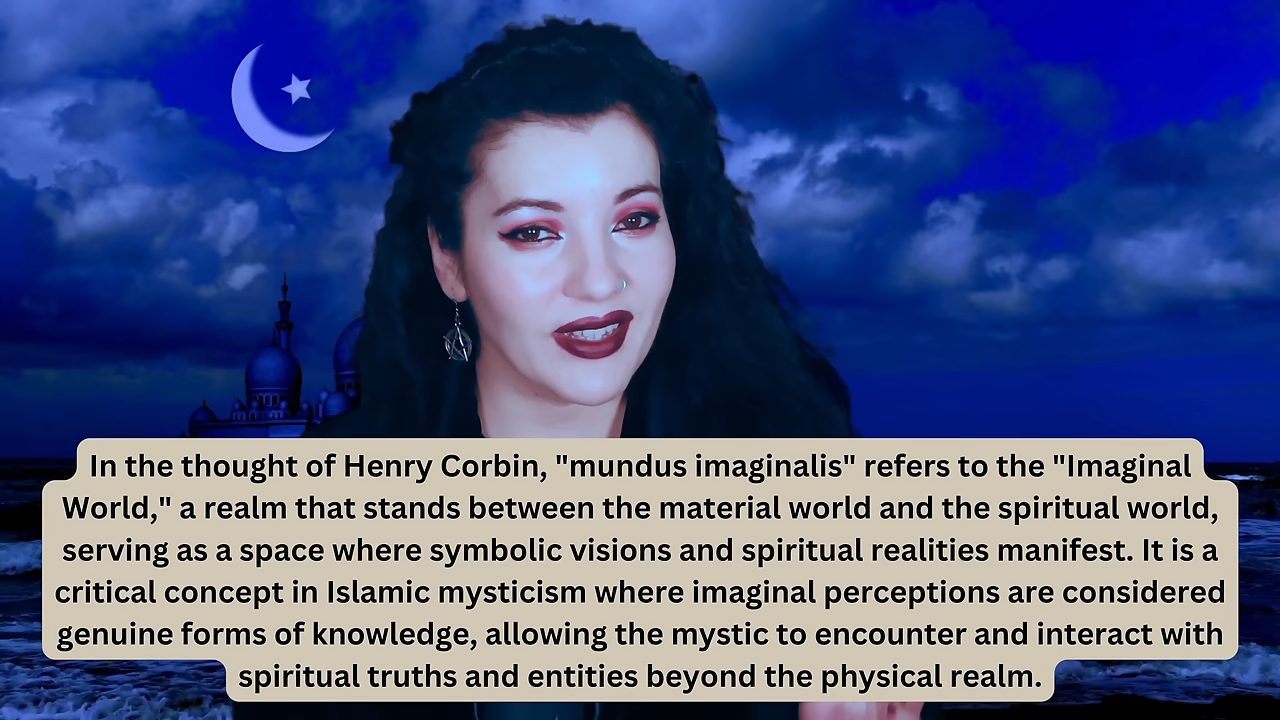 In the thought of Henry Corbin, "mundus imaginalis" refers to the "Imaginal
World," a realm that stands between the material world and the spiritual world,
serving as a space where symbolic visions and spiritual realities manifest. It is a
critical concept in Islamic mysticism where imaginal perceptions are considered
genuine forms of knowledge, allowing the mystic to encounter and interact with
spiritual truths and entities beyond the physical realm.